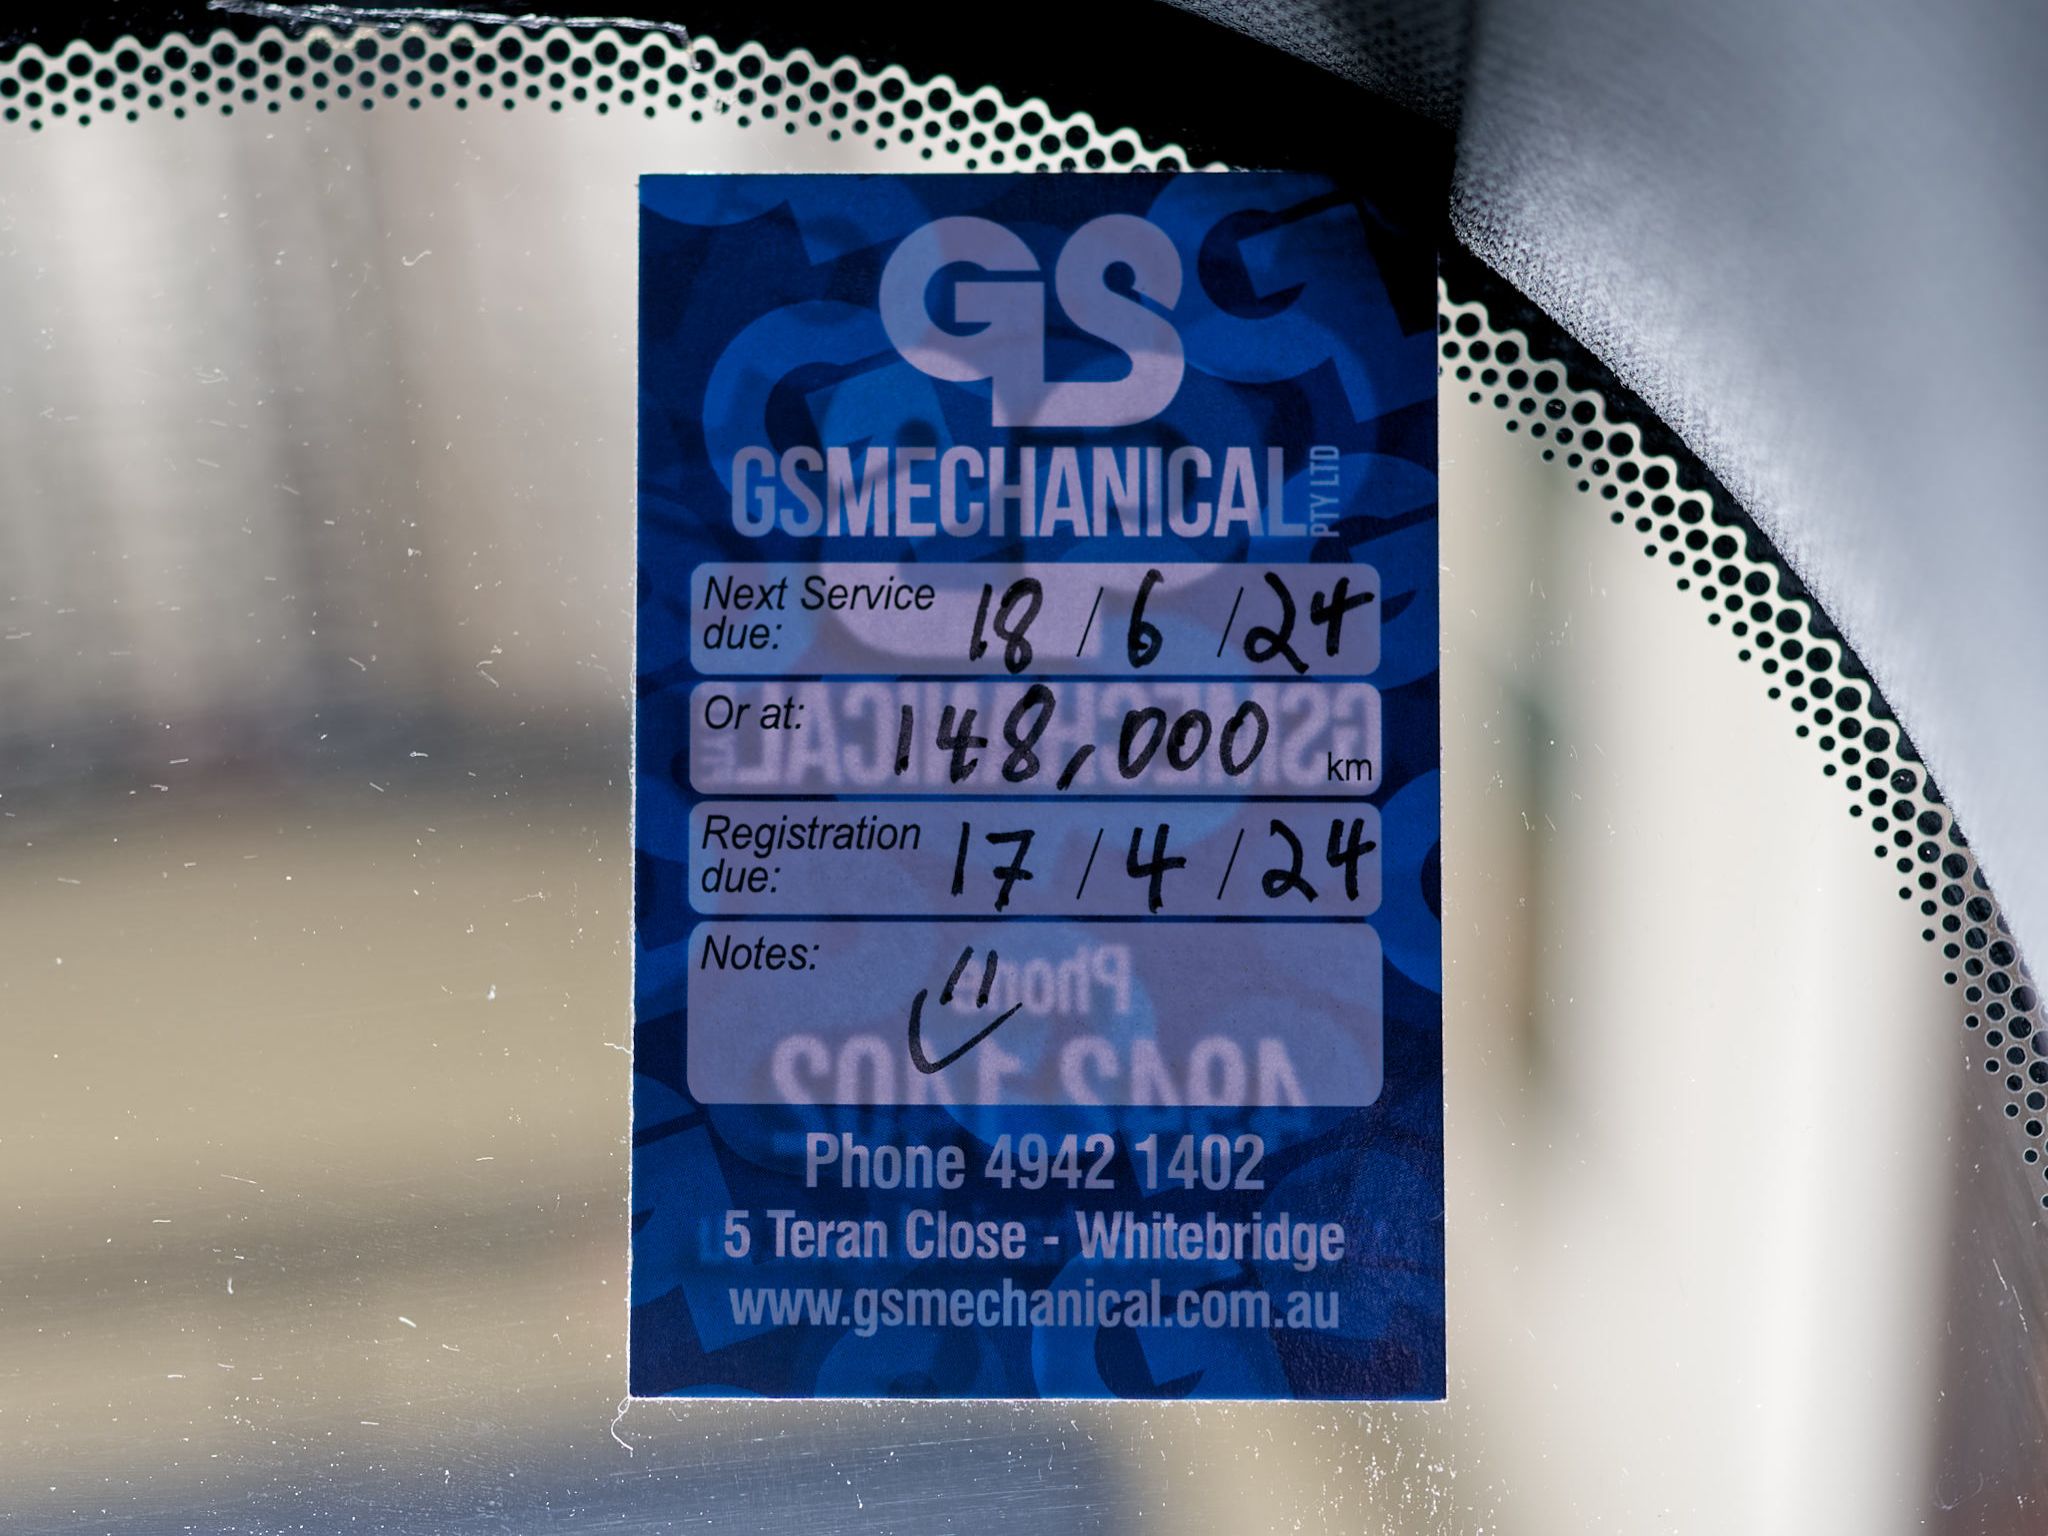 GS
GSMECHANICAL PTY LTD
Next Service due: 18 / 6 / 24
Or at: 148,000 km
Registration due: 17 / 4 / 24
Notes:
Phone 4942 1402
5 Teran Close - Whitebridge
www.gsmechanical.com.au